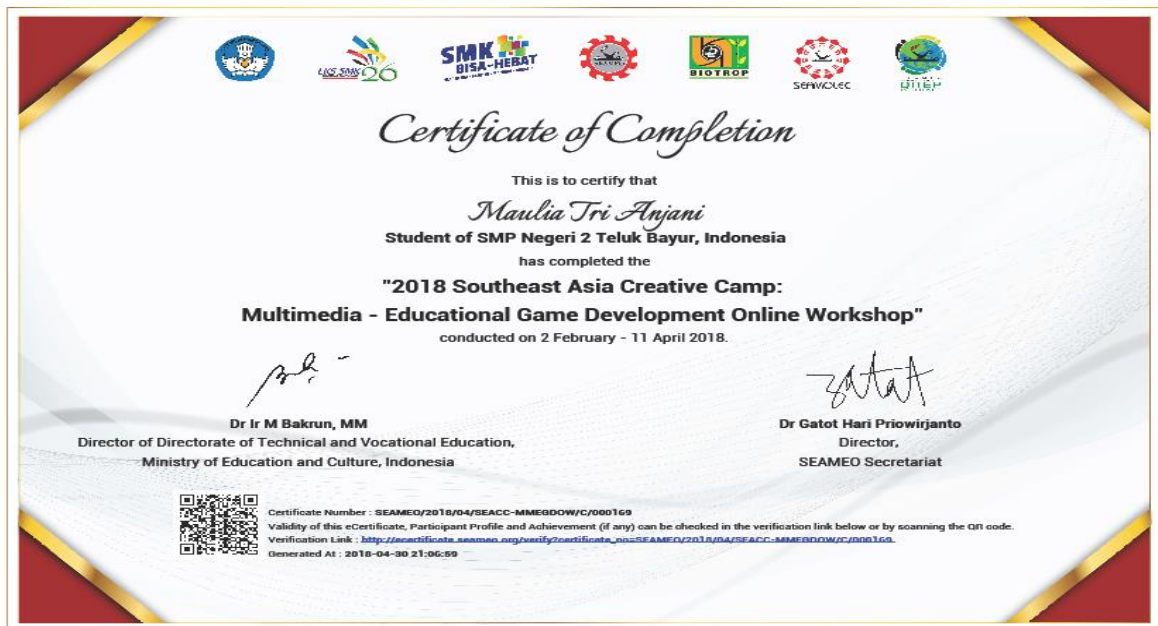 LKS SMK 26
SMK
BISA-HEBAT
SEAMEO
BIOTROP
SEAMOLEC
QITEP
Certificate of Completion
This is to certify that
Maulia Tri Anjani
Student of SMP Negeri 2 Teluk Bayur, Indonesia
has completed the
"2018 Southeast Asia Creative Camp:
Multimedia - Educational Game Development Online Workshop"
conducted on 2 February - 11 April 2018.
Dr Ir M Bakrun, MM
Director of Directorate of Technical and Vocational Education,
Ministry of Education and Culture, Indonesia
Dr Gatot Hari Priowirjanto
Director,
SEAMEO Secretariat
Certificate Number : SEAMEO/2018/04/SEACC-MMEGDOW/C/000169
Validity of this eCertificate, Participant Profile and Achievement (if any) can be checked in the verification link below or by scanning the QR code.
Verification Link : http://ecertificate.seameo.org/verify?certificate_no=SEAMEO/2018/04/SEACC-MMEGDOW/C/000169.
Generated At : 2018-04-30 21:06:59